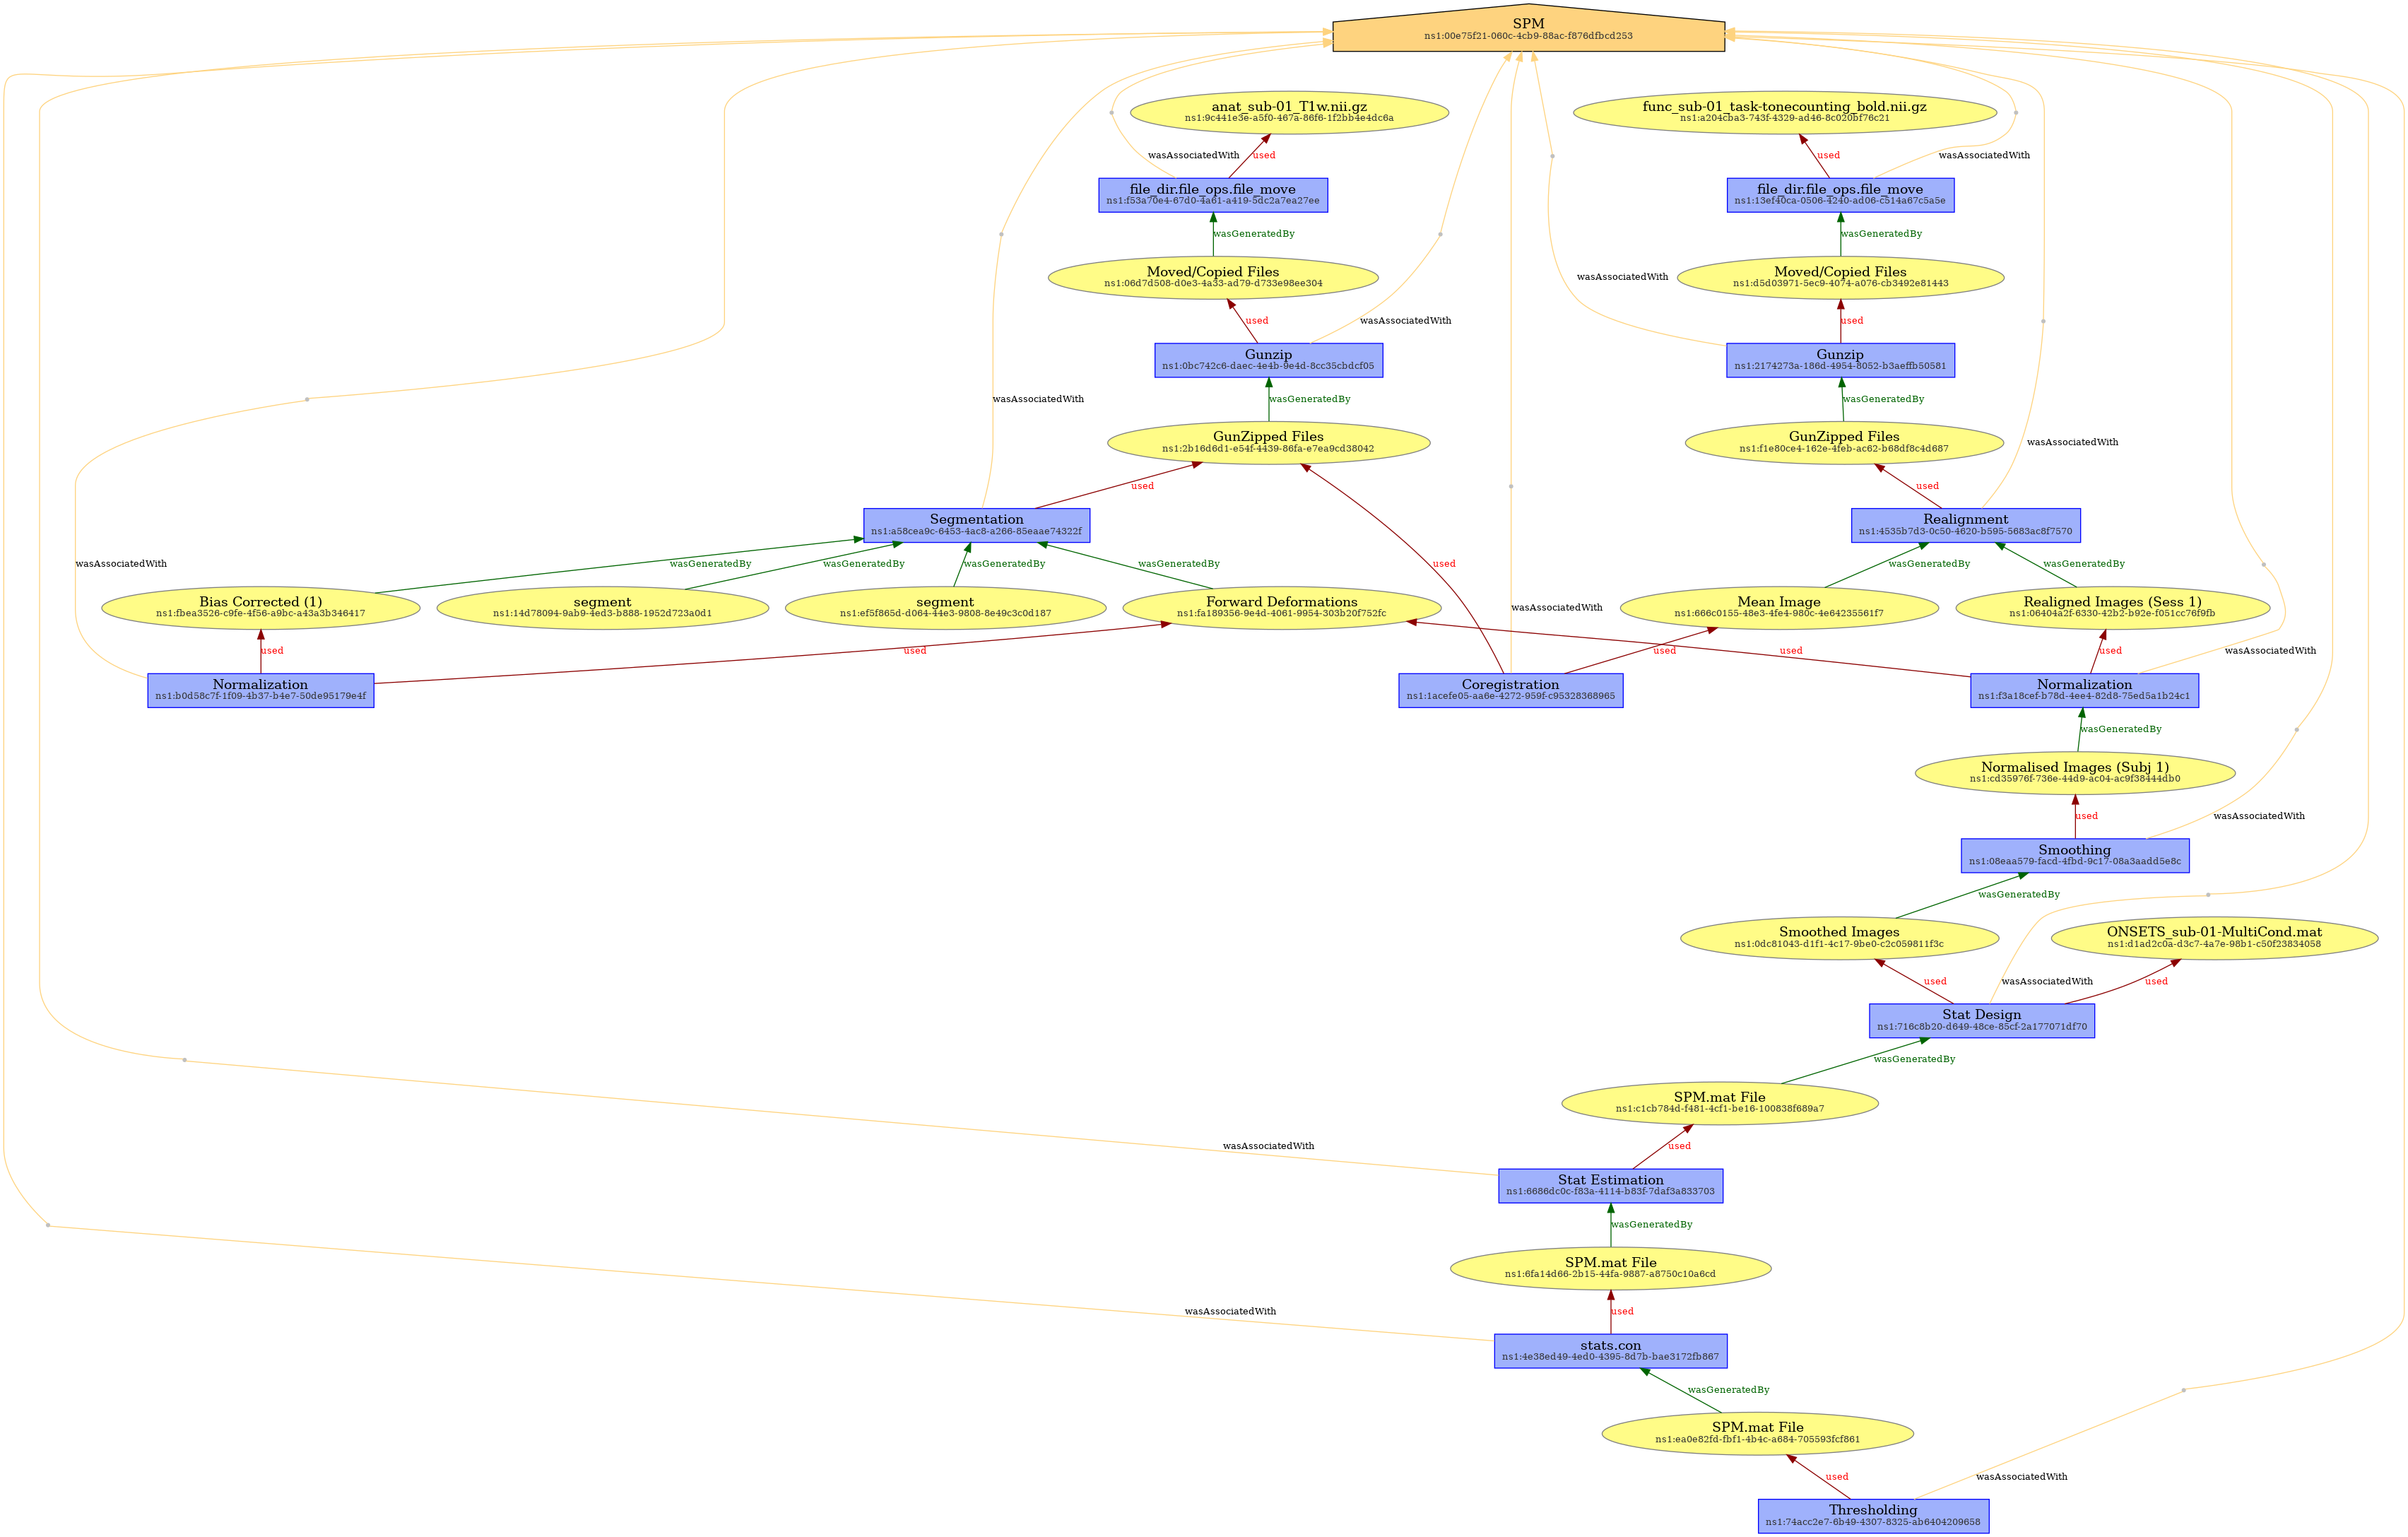 SPM
ns1:00e75f21-060c-4cb9-88ac-f876dfbcd253
anat_sub-01_T1w.nii.gz
ns1:9c441e3e-a5f0-467a-86f6-1f2bb4e4dc6a
func_sub-01_task-tonecounting_bold.nii.gz
ns1:a204cba3-743f-4329-ad46-8c020bf76c21
wasAssociatedWith
used
used
wasAssociatedWith
file_dir.file_ops.file_move
ns1:f53a70e4-67d0-4a61-a419-5dc2a7ea27ee
file_dir.file_ops.file_move
ns1:13ef40ca-0506-4240-ad06-c514a67c5a5e
wasGeneratedBy
wasGeneratedBy
Moved/Copied Files
ns1:06d7d508-d0e3-4a33-ad79-d733e98ee304
wasAssociatedWith
Moved/Copied Files
ns1:d5d03971-5ec9-4074-a076-cb3492e81443
used
wasAssociatedWith
used
Gunzip
ns1:0bc742c6-daec-4e4b-9e4d-8cc35cbdcf05
Gunzip
ns1:2174273a-186d-4954-8052-b3aeffb50581
wasAssociatedWith
wasGeneratedBy
wasGeneratedBy
GunZipped Files
ns1:2b16d6d1-e54f-4439-86fa-e7ea9cd38042
GunZipped Files
ns1:f1e80ce4-162e-4feb-ac62-b68df8c4d687
wasAssociatedWith
used
used
Segmentation
ns1:a58cea9c-6453-4ac8-a266-85eaae74322f
Realignment
ns1:4535b7d3-0c50-4620-b595-5683ac8f7570
wasAssociatedWith
wasGeneratedBy
wasGeneratedBy
wasGeneratedBy
wasGeneratedBy
used
wasGeneratedBy
wasGeneratedBy
Bias Corrected (1)
ns1:fbea3526-c9fe-4f56-a9bc-a43a3b346417
segment
ns1:14d78094-9ab9-4ed3-b888-1952d723a0d1
segment
ns1:ef5f865d-d064-44e3-9808-8e49c3c0d187
Forward Deformations
ns1:fa189356-9e4d-4061-9954-303b20f752fc
wasAssociatedWith
Mean Image
ns1:666c0155-48e3-4fe4-980c-4e64235561f7
Realigned Images (Sess 1)
ns1:06404a2f-6330-42b2-b92e-f051cc76f9fb
used
used
used
used
used
wasAssociatedWith
Normalization
ns1:b0d58c7f-1f09-4b37-b4e7-50de95179e4f
Coregistration
ns1:1acefe05-aa6e-4272-959f-c95328368965
Normalization
ns1:f3a18cef-b78d-4ee4-82d8-75ed5a1b24c1
wasGeneratedBy
Normalised Images (Subj 1)
ns1:cd35976f-736e-44d9-ac04-ac9f38444db0
used
wasAssociatedWith
Smoothing
ns1:08eaa579-facd-4fbd-9c17-08a3aadd5e8c
wasGeneratedBy
Smoothed Images
ns1:0dc81043-d1f1-4c17-9be0-c2c059811f3c
ONSETS_sub-01-MultiCond.mat
ns1:d1ad2c0a-d3c7-4a7e-98b1-c50f23834058
used
wasAssociatedWith
used
Stat Design
ns1:716c8b20-d649-48ce-85cf-2a177071df70
wasGeneratedBy
SPM.mat File
ns1:c1cb784d-f481-4cf1-be16-100838f689a7
wasAssociatedWith
used
Stat Estimation
ns1:6686dc0c-f83a-4114-b83f-7daf3a833703
wasGeneratedBy
SPM.mat File
ns1:6fa14d66-2b15-44fa-9887-a8750c10a6cd
wasAssociatedWith
used
stats.con
ns1:4e38ed49-4ed0-4395-8d7b-bae3172fb867
wasGeneratedBy
SPM.mat File
ns1:ea0e82fd-fbf1-4b4c-a684-705593fcf861
used
wasAssociatedWith
Thresholding
ns1:74acc2e7-6b49-4307-8325-ab6404209658